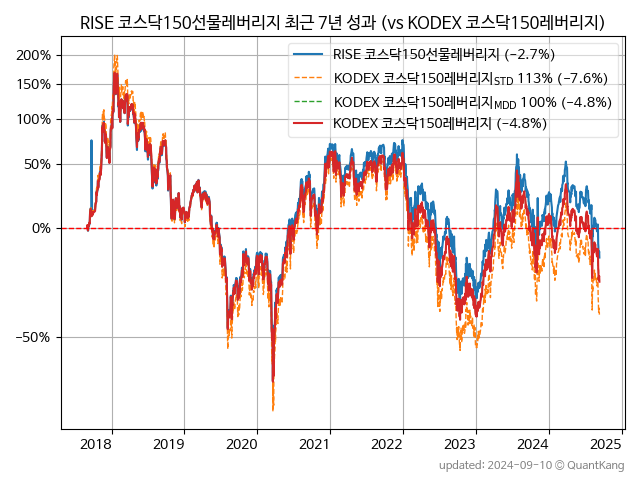 RISE 코스닥150선물레버리지 최근 7년 성과 (vs KODEX 코스닥150레버리지)
RISE 코스닥150선물레버리지 (−2.7%)
KODEX 코스닥150레버리지STD 113% (−7.6%)
KODEX 코스닥150레버리지MDD 100% (−4.8%)
KODEX 코스닥150레버리지 (−4.8%)
200%
150%
100%
50%
0%
−50%
2018 2019 2020 2021 2022 2023 2024 2025
updated: 2024-09-10 © QuantKang